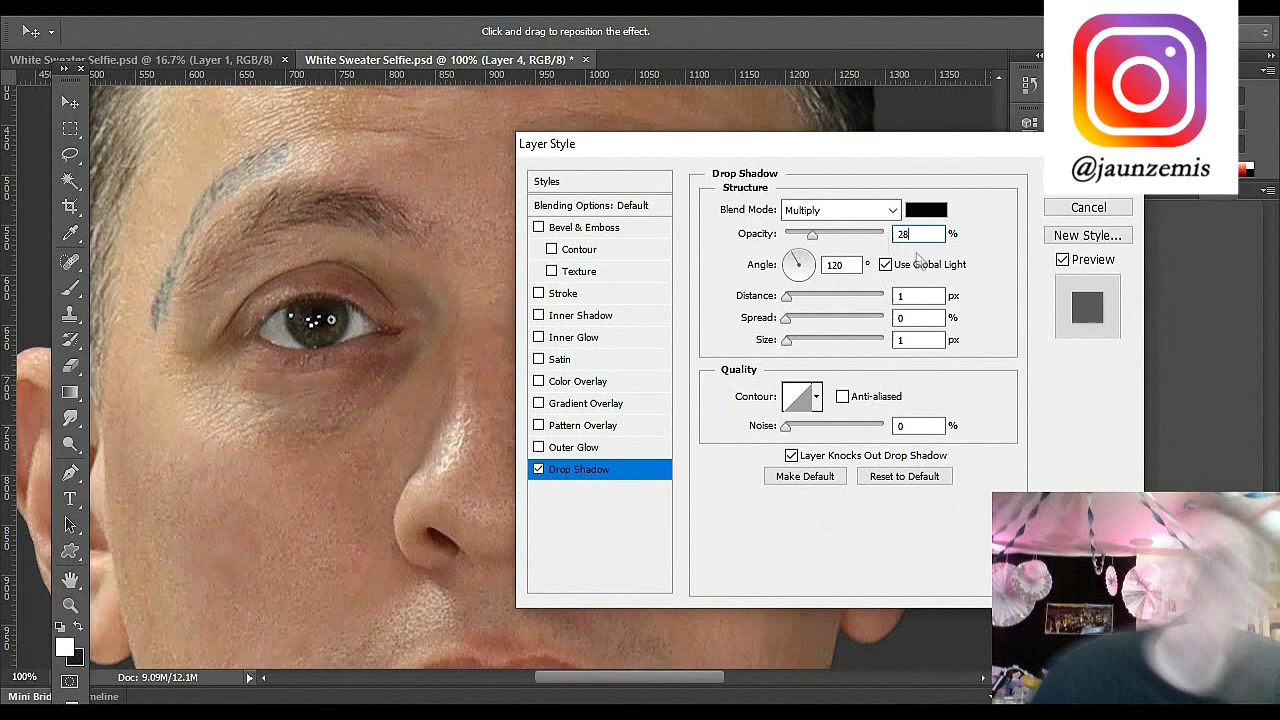 Click and drag to reposition the effect.
White Sweater Selfie.psd @ 16.7% (Layer 1, RGB/8) ×
White Sweater Selfie.psd @ 100% (Layer 4, RGB/8) * ×
500 550 600 650 700 750 800 850 900 950 1000 1050 1100 1150 1200 1250 1300 1350
@jaunzemis
Layer Style
Styles
Blending Options: Default
Bevel & Emboss
Contour
Texture
Stroke
Inner Shadow
Inner Glow
Satin
Color Overlay
Gradient Overlay
Pattern Overlay
Outer Glow
Drop Shadow
Drop Shadow
Structure
Blend Mode: Multiply
Opacity: 28 %
Angle: 120 ° Use Global Light
Distance: 1 px
Spread: 0 %
Size: 1 px
Quality
Contour: Anti-aliased
Noise: 0 %
Layer Knocks Out Drop Shadow
Make Default Reset to Default
Cancel
New Style...
Preview
100% Doc: 9.09M/12.1M
Mini Brid
meline